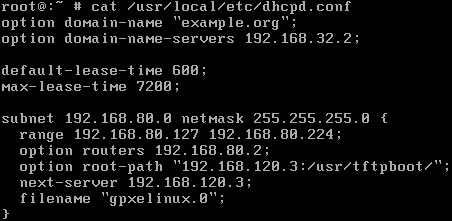 root@:~ # cat /usr/local/etc/dhcpd.conf
option domain-name "example.org";
option domain-name-servers 192.168.32.2;

default-lease-time 600;
max-lease-time 7200;

subnet 192.168.80.0 netmask 255.255.255.0 {
  range 192.168.80.127 192.168.80.224;
  option routers 192.168.80.2;
  option root-path "192.168.120.3:/usr/tftpboot/";
  next-server 192.168.120.3;
  filename "gpxelinux.0";
}